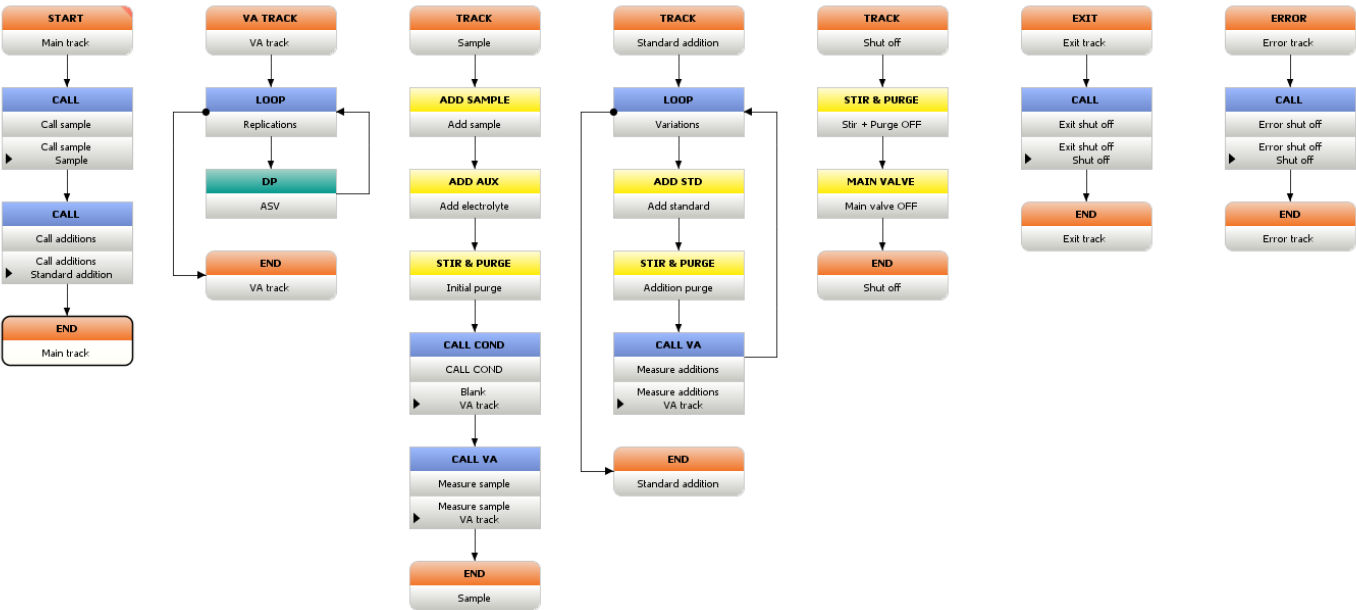 START
Main track
CALL
Call sample
Call sample
Sample
CALL
Call additions
Call additions
Standard addition
END
Main track
VA TRACK
VA track
LOOP
Replications
DP
ASV
END
VA track
TRACK
Sample
ADD SAMPLE
Add sample
ADD AUX
Add electrolyte
STIR & PURGE
Initial purge
CALL COND
CALL COND
Blank
VA track
CALL VA
Measure sample
Measure sample
VA track
END
Sample
TRACK
Standard addition
LOOP
Variations
ADD STD
Add standard
STIR & PURGE
Addition purge
CALL VA
Measure additions
Measure additions
VA track
END
Standard addition
TRACK
Shut off
STIR & PURGE
Stir + Purge OFF
MAIN VALVE
Main valve OFF
END
Shut off
EXIT
Exit track
CALL
Exit shut off
Exit shut off
Shut off
END
Exit track
ERROR
Error track
CALL
Error shut off
Error shut off
Shut off
END
Error track